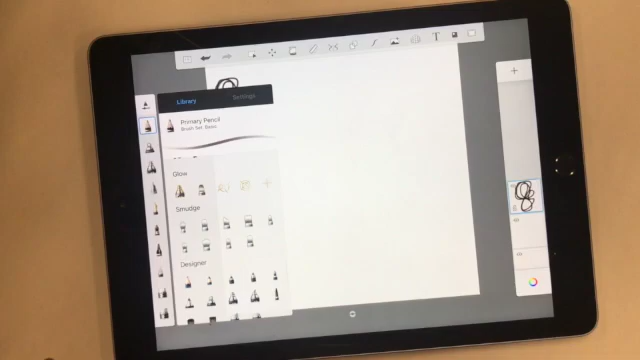 T
Library Settings
Primary Pencil
Brush Set: Basic
Glow
Smudge
Designer